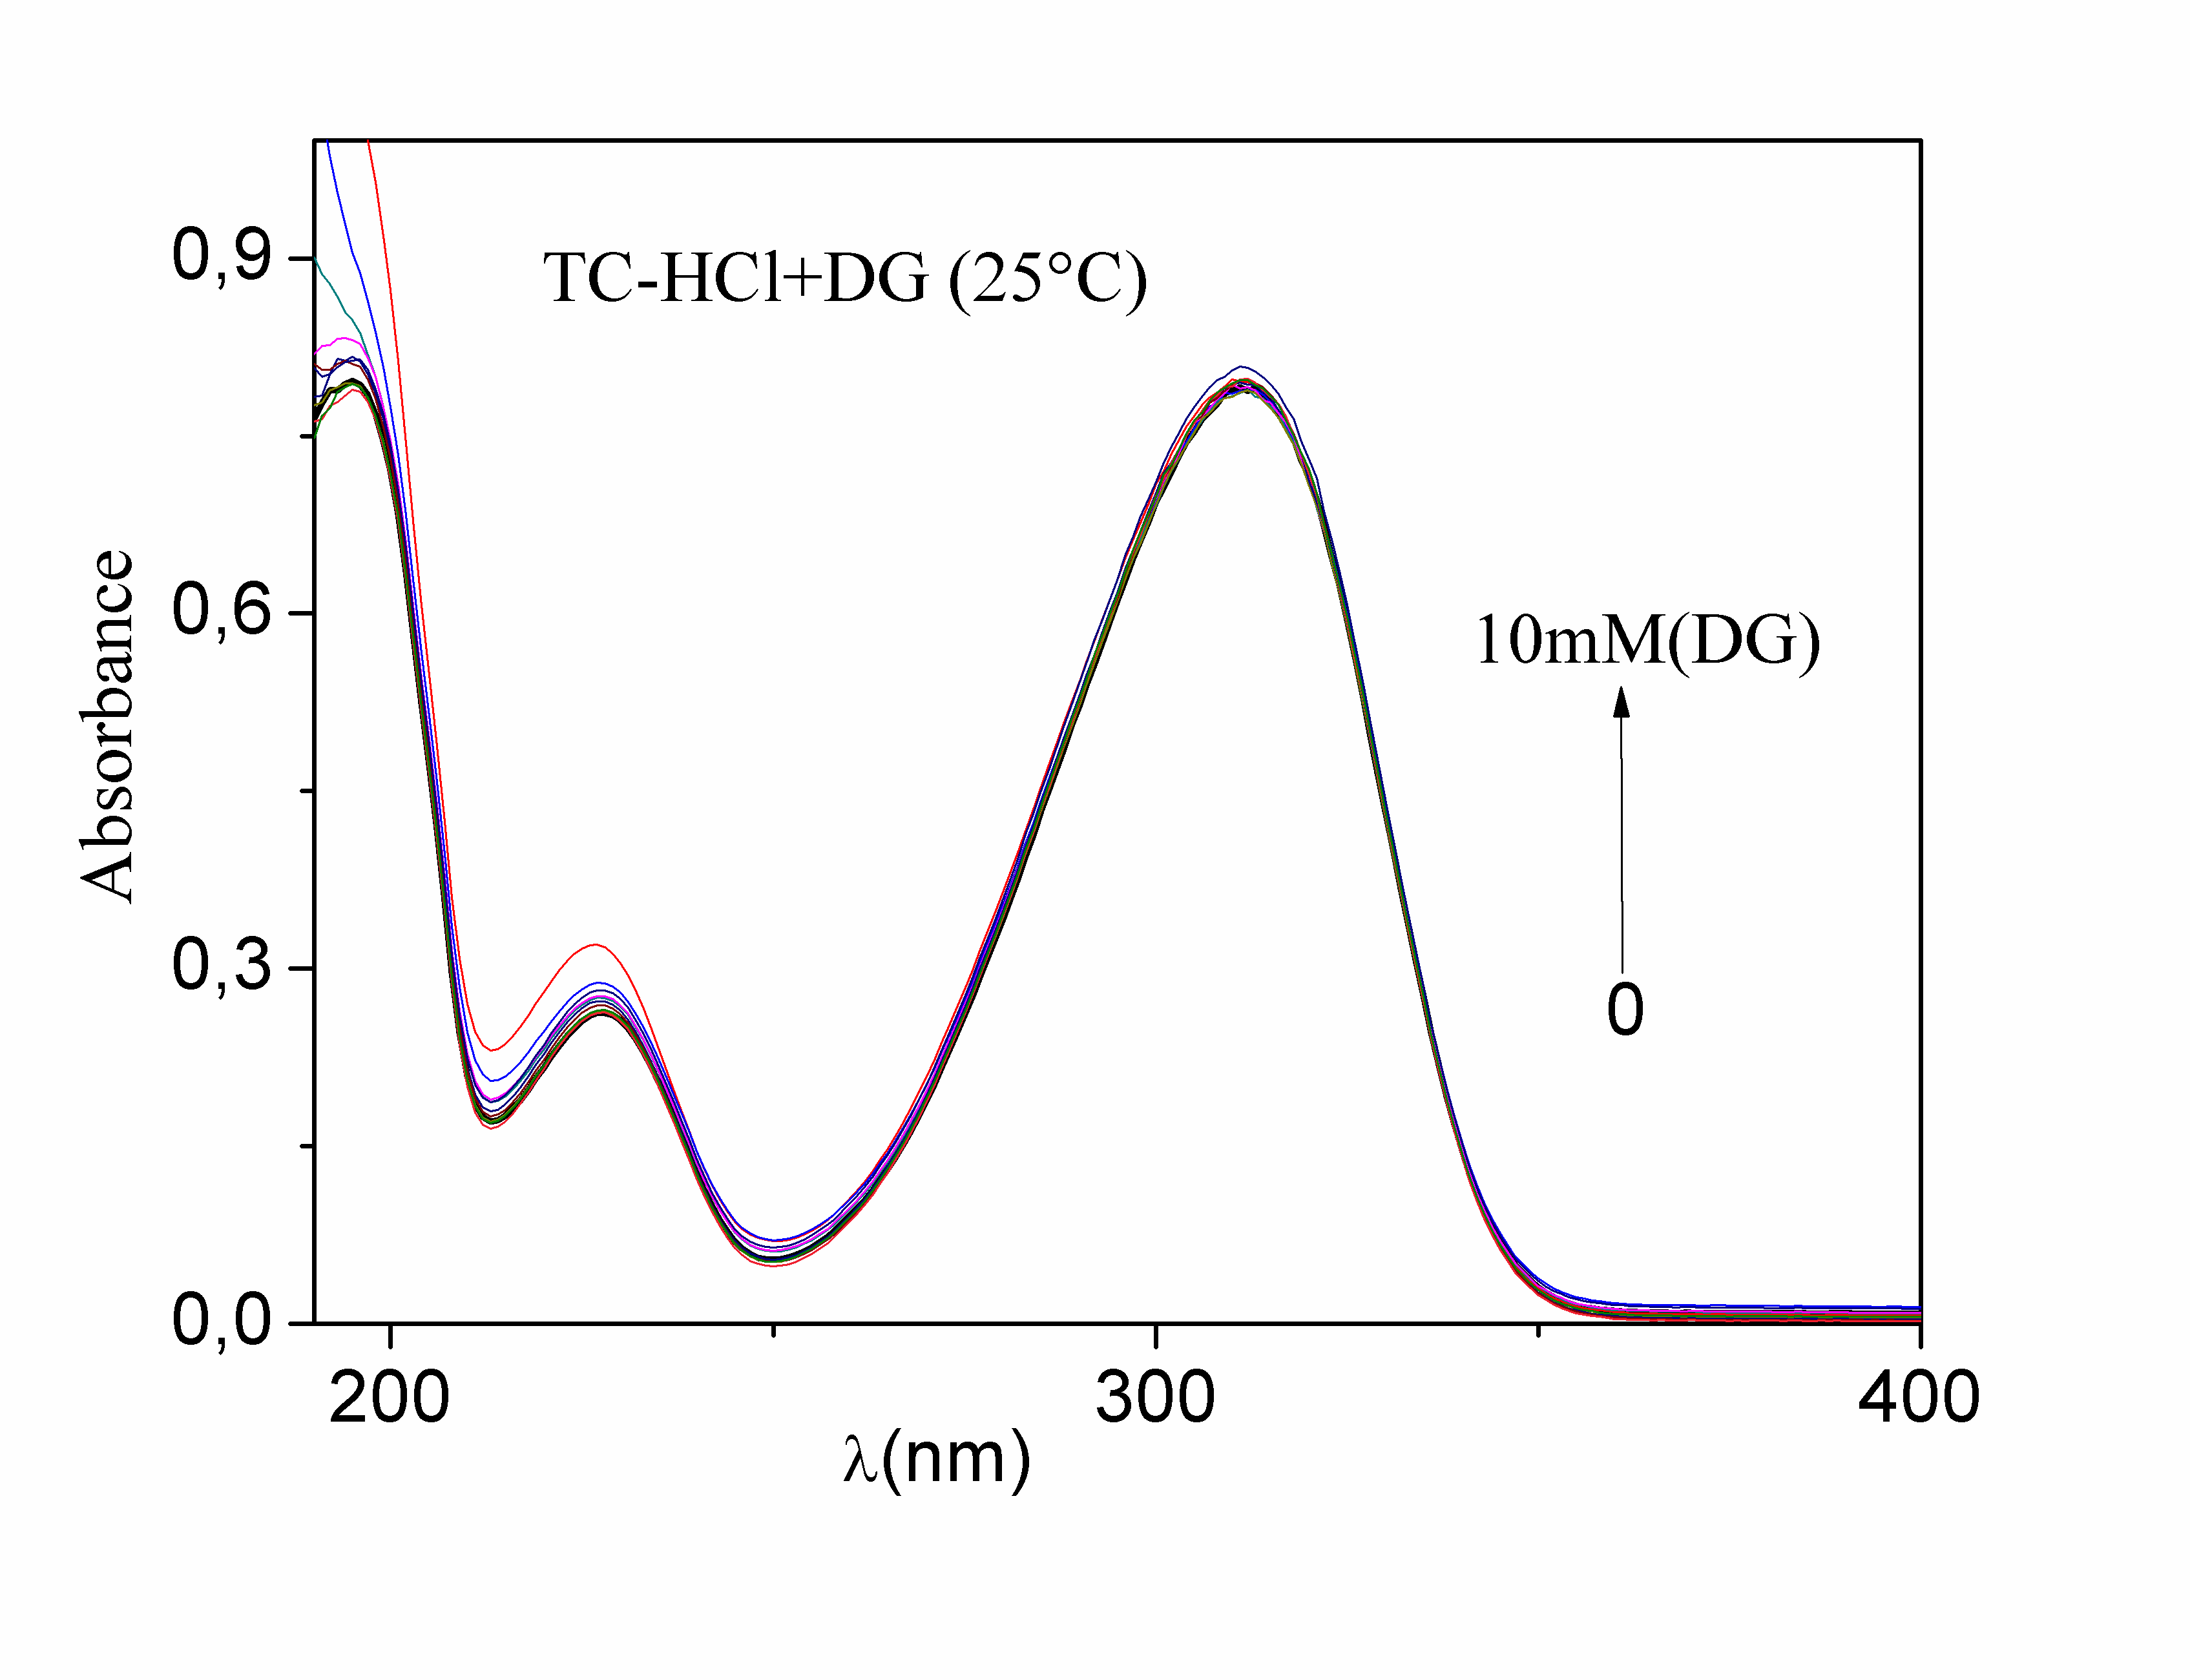 0,9
TC-HCl+DG (25°C)
0,6
10mM(DG)
Absorbance
0,3
0
0,0
200
300
400
λ(nm)